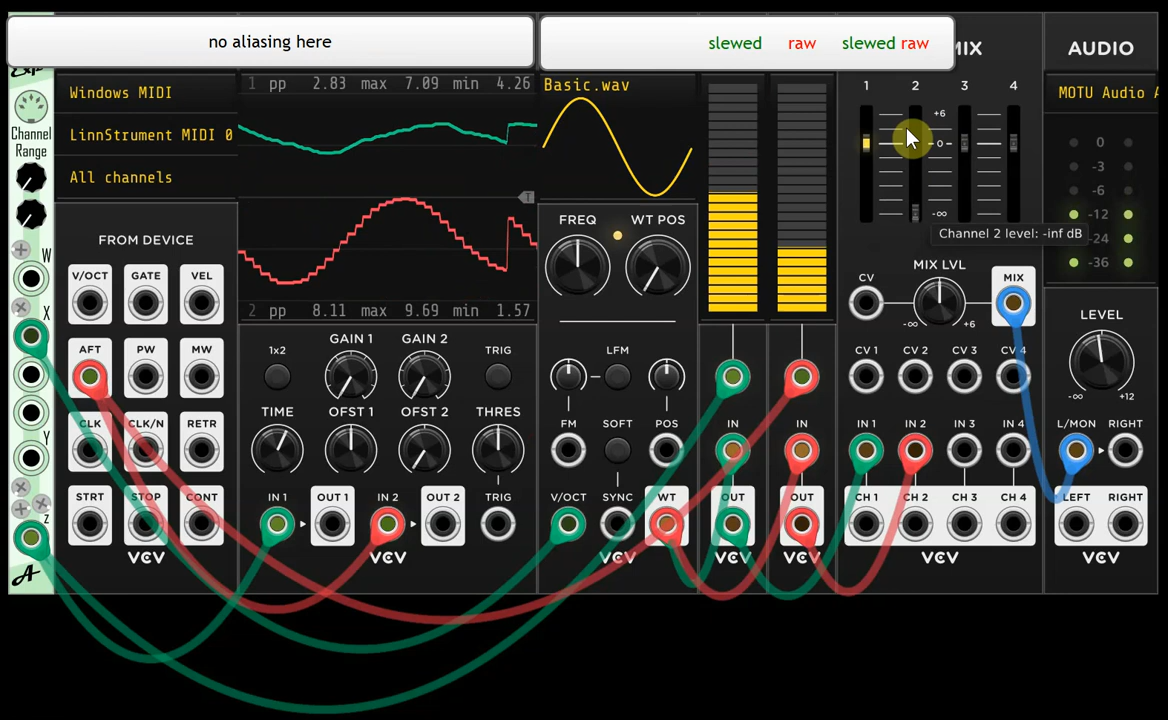 no aliasing here
slewed raw slewed raw
MIX
AUDIO
Channel
Range
W
X
Y
Z
Windows MIDI
LinnStrument MIDI 0
All channels
FROM DEVICE
V/OCT GATE VEL
AFT PW MW
CLK CLK/N RETR
STRT STOP CONT
VCV
1 pp 2.83 max 7.09 min 4.26
T
2 pp 8.11 max 9.69 min 1.57
1x2 GAIN 1 GAIN 2 TRIG
TIME OFST 1 OFST 2 THRES
IN 1 OUT 1 IN 2 OUT 2 TRIG
VCV
Basic.wav
FREQ WT POS
LFM
FM SOFT POS
V/OCT SYNC WT
VCV
IN
OUT
VCV
IN
OUT
VCV
1 2 3 4
+6
0
-∞
Channel 2 level: -inf dB
CV MIX LVL MIX
-∞ +6
CV 1 CV 2 CV 3 CV 4
IN 1 IN 2 IN 3 IN 4
CH 1 CH 2 CH 3 CH 4
VCV
MOTU Audio
0
-3
-6
-12
-24
-36
LEVEL
-∞ +12
L/MON RIGHT
LEFT RIGHT
VCV